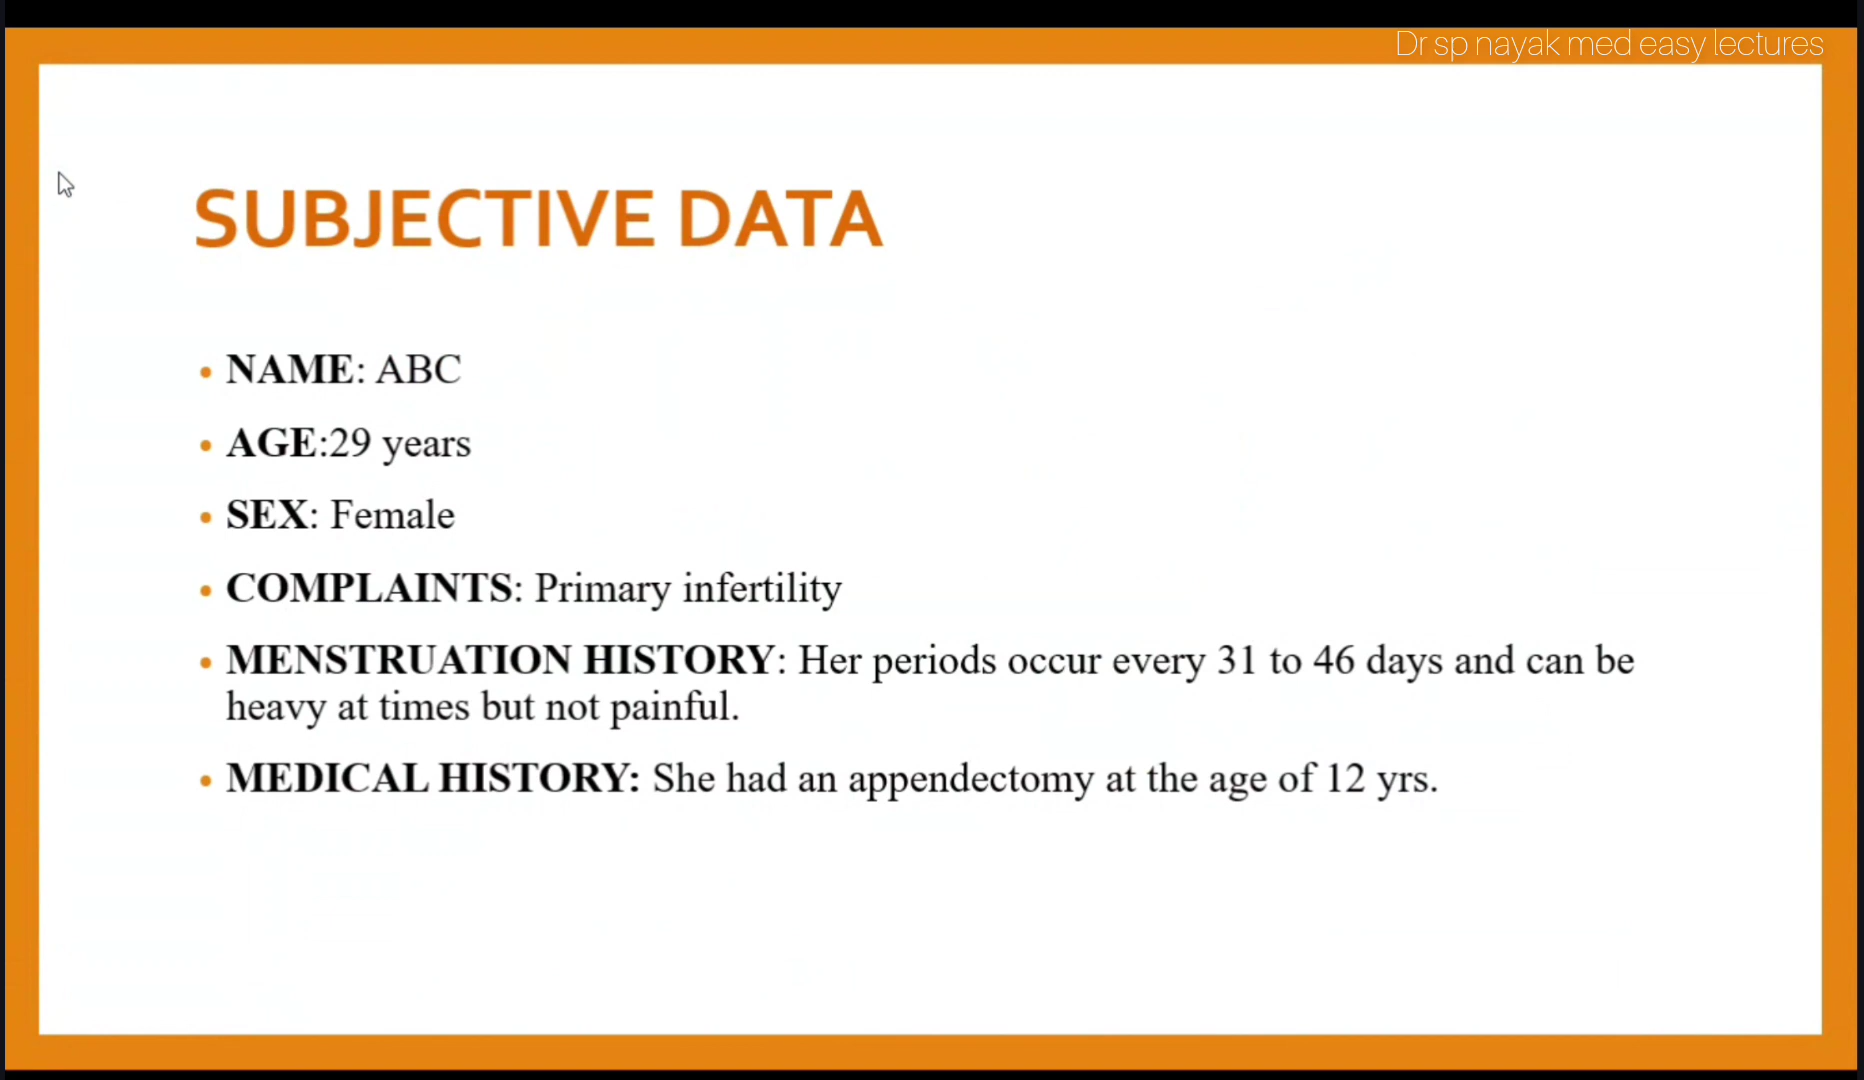 Dr sp nayak med easy lectures
SUBJECTIVE DATA
• NAME: ABC
• AGE:29 years
• SEX: Female
• COMPLAINTS: Primary infertility
• MENSTRUATION HISTORY: Her periods occur every 31 to 46 days and can be
heavy at times but not painful.
• MEDICAL HISTORY: She had an appendectomy at the age of 12 yrs.